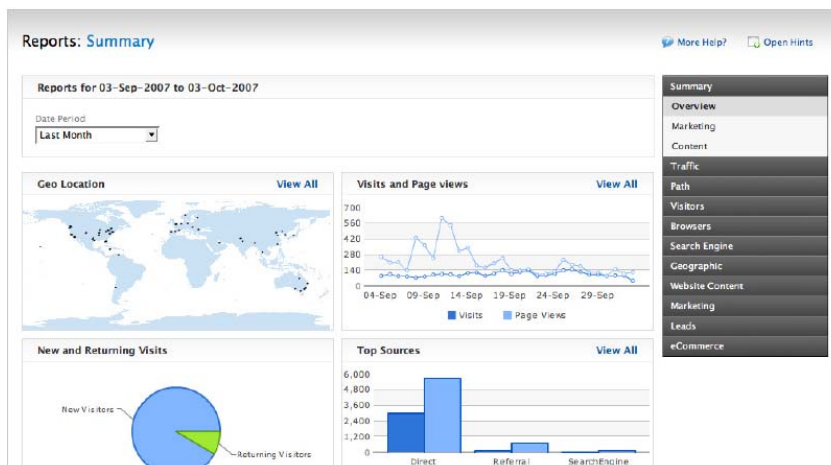 Reports: Summary
More Help?
Open Hints
Reports for 03-Sep-2007 to 03-Oct-2007
Date Period
Last Month
Summary
Overview
Marketing
Content
Traffic
Path
Visitors
Browsers
Search Engine
Geographic
Website Content
Marketing
Leads
eCommerce
Geo Location
View All
Visits and Page views
View All
700
560
420
280
140
0
04-Sep 09-Sep 14-Sep 19-Sep 24-Sep 29-Sep
Visits
Page Views
New and Returning Visits
New Visitors
Returning Visitors
Top Sources
View All
6,000
4,800
3,600
2,400
1,200
0
Direct Referral SearchEngine